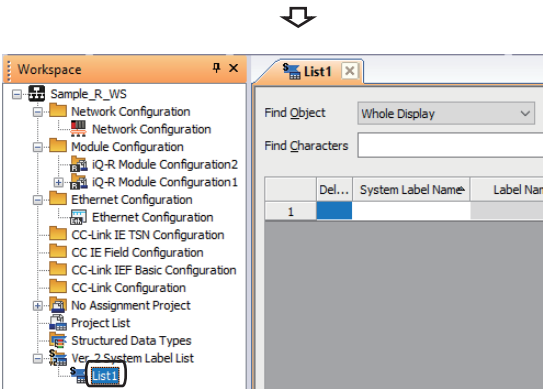 Workspace
List1
Sample_R_WS
Network Configuration
Network Configuration
Module Configuration
iQ-R Module Configuration2
iQ-R Module Configuration1
Ethernet Configuration
Ethernet Configuration
CC-Link IE TSN Configuration
CC IE Field Configuration
CC-Link IEF Basic Configuration
CC-Link Configuration
No Assignment Project
Project List
Structured Data Types
Ver. 2 System Label List
List1
Find Object Whole Display
Find Characters
Del... System Label Name Label Nar
1